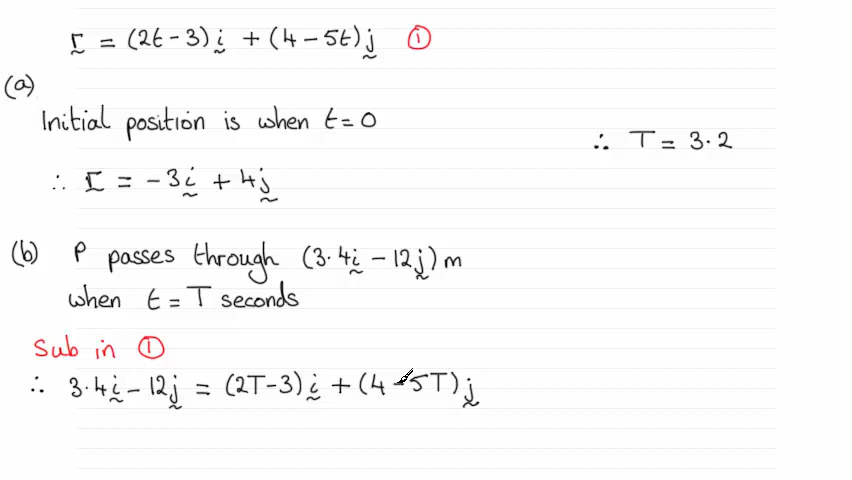 r = (2t - 3) i + (4 - 5t) j ①
(a)
Initial position is when t = 0
∴ r = -3i + 4j
∴ T = 3·2
(b) P passes through (3·4i - 12j) m
when t = T seconds
Sub in ①
∴ 3·4i - 12j = (2T - 3) i + (4 - 5T) j